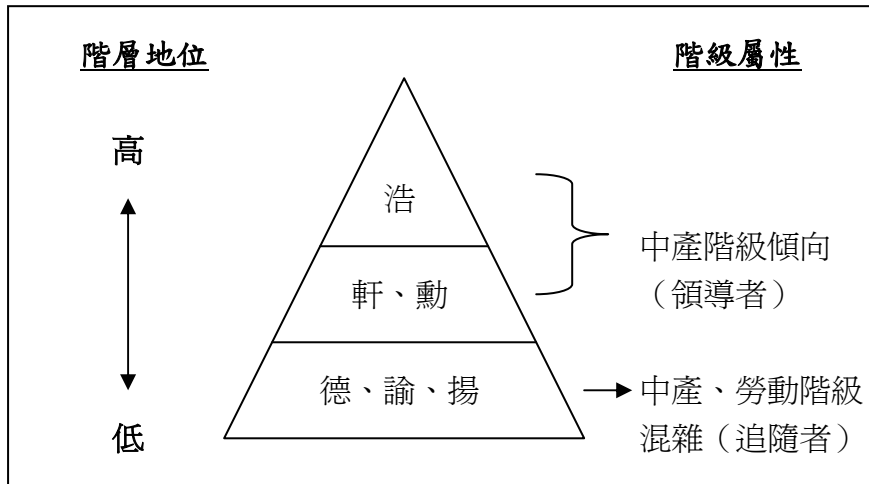 階層地位
階級屬性
高
浩
中產階級傾向
（領導者）
軒、勳
德、諭、揚
中產、勞動階級
混雜（追隨者）
低